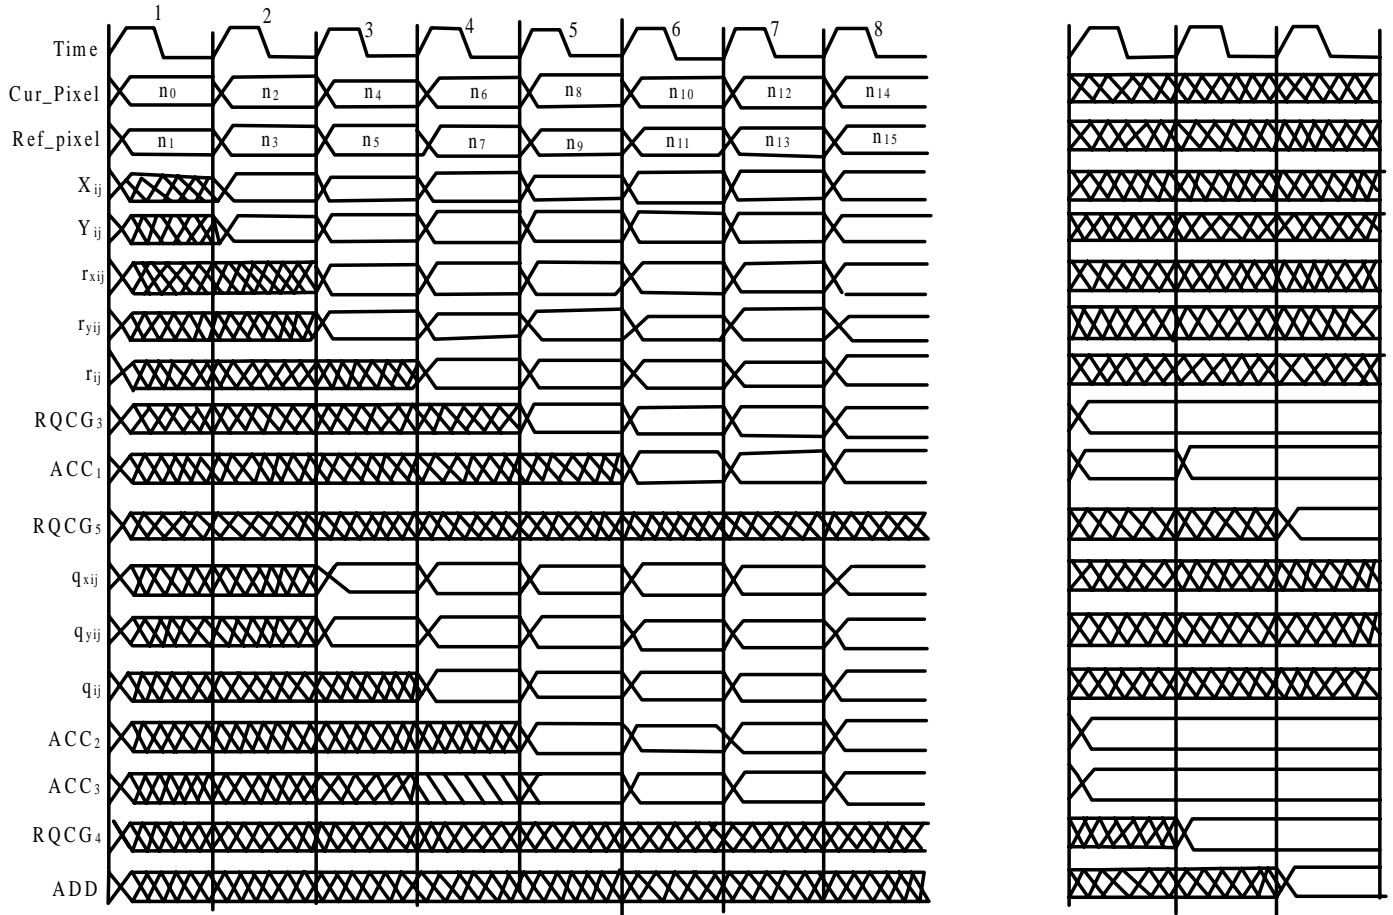 1 2 3 4 5 6 7 8
Time
Cur_Pixel n0 n2 n4 n6 n8 n10 n12 n14
Ref_pixel n1 n3 n5 n7 n9 n11 n13 n15
Xij
Yij
rxij
ryij
rij
RQCG3
ACC1
RQCG5
qxij
qyij
qij
ACC2
ACC3
RQCG4
ADD